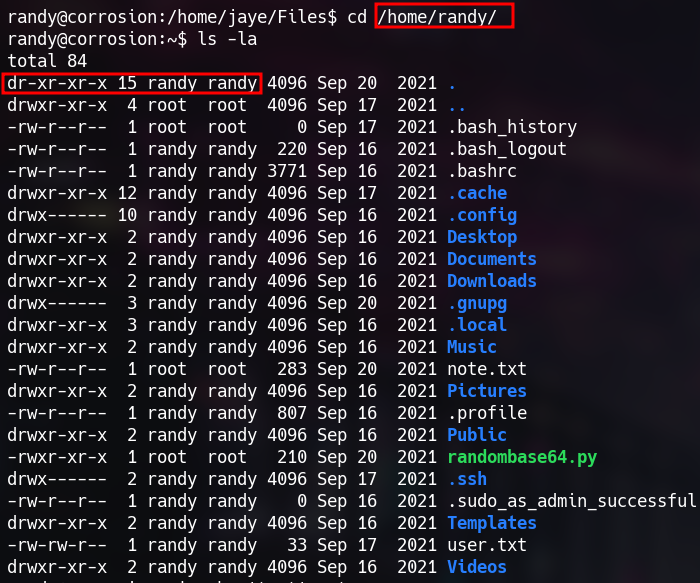 randy@corrosion:/home/jaye/Files$ cd /home/randy/
randy@corrosion:~$ ls -la
total 84
dr-xr-xr-x 15 randy randy 4096 Sep 20  2021 .
drwxr-xr-x  4 root  root  4096 Sep 17  2021 ..
-rw-r--r--  1 root  root     0 Sep 17  2021 .bash_history
-rw-r--r--  1 randy randy  220 Sep 16  2021 .bash_logout
-rw-r--r--  1 randy randy 3771 Sep 16  2021 .bashrc
drwxr-xr-x 12 randy randy 4096 Sep 17  2021 .cache
drwx------ 10 randy randy 4096 Sep 16  2021 .config
drwxr-xr-x  2 randy randy 4096 Sep 16  2021 Desktop
drwxr-xr-x  2 randy randy 4096 Sep 16  2021 Documents
drwxr-xr-x  2 randy randy 4096 Sep 16  2021 Downloads
drwx------  3 randy randy 4096 Sep 20  2021 .gnupg
drwxr-xr-x  3 randy randy 4096 Sep 16  2021 .local
drwxr-xr-x  2 randy randy 4096 Sep 16  2021 Music
-rw-r--r--  1 root  root   283 Sep 20  2021 note.txt
drwxr-xr-x  2 randy randy 4096 Sep 16  2021 Pictures
-rw-r--r--  1 randy randy  807 Sep 16  2021 .profile
drwxr-xr-x  2 randy randy 4096 Sep 16  2021 Public
-rwxr-xr-x  1 root  root   210 Sep 20  2021 randombase64.py
drwx------  2 randy randy 4096 Sep 17  2021 .ssh
-rw-r--r--  1 randy randy    0 Sep 16  2021 .sudo_as_admin_successful
drwxr-xr-x  2 randy randy 4096 Sep 16  2021 Templates
-rw-rw-r--  1 randy randy   33 Sep 17  2021 user.txt
drwxr-xr-x  2 randy randy 4096 Sep 16  2021 Videos